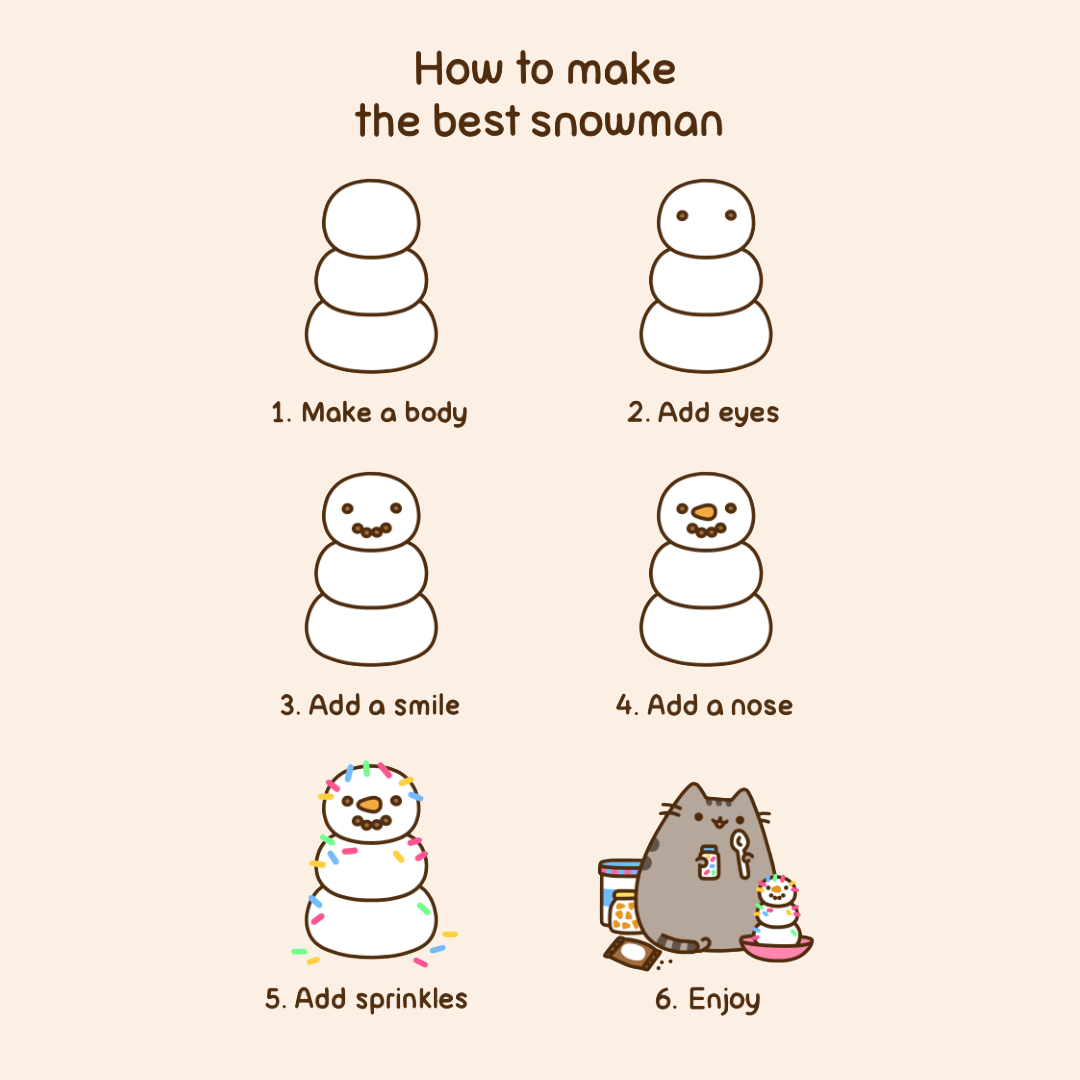 How to make
the best snowman
1. Make a body
2. Add eyes
3. Add a smile
4. Add a nose
5. Add sprinkles
6. Enjoy